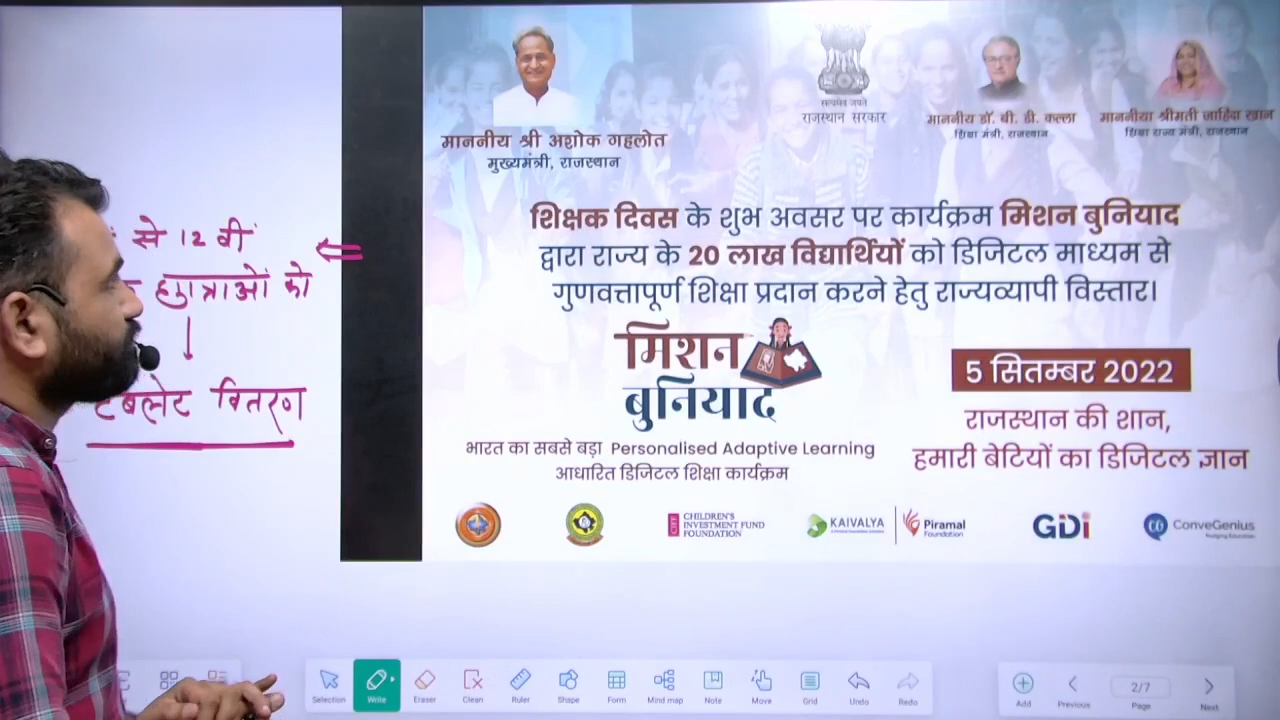 माननीय श्री अशोक गहलोत
मुख्यमंत्री, राजस्थान
सत्यमेव जयते
राजस्थान सरकार
माननीय डॉ. बी. डी. कल्ला
शिक्षा मंत्री, राजस्थान
माननीया श्रीमती जाहिदा खान
शिक्षा राज्य मंत्री, राजस्थान
शिक्षक दिवस के शुभ अवसर पर कार्यक्रम मिशन बुनियाद
द्वारा राज्य के 20 लाख विद्यार्थियों को डिजिटल माध्यम से
गुणवत्तापूर्ण शिक्षा प्रदान करने हेतु राज्यव्यापी विस्तार।
से 12 वीं
को
टेबलेट वितरण
मिशन
बुनियाद
भारत का सबसे बड़ा Personalised Adaptive Learning
आधारित डिजिटल शिक्षा कार्यक्रम
5 सितम्बर 2022
राजस्थान की शान,
हमारी बेटियों का डिजिटल ज्ञान
CIFF CHILDREN'S
INVESTMENT FUND
FOUNDATION
KAIVALYA
Piramal
Foundation
GDi
CG ConveGenius
Nudging Education
Selection Write Eraser Clean Ruler Shape Form Mind map Note Move Grid Undo Redo
Add Previous 2/7 Page Next